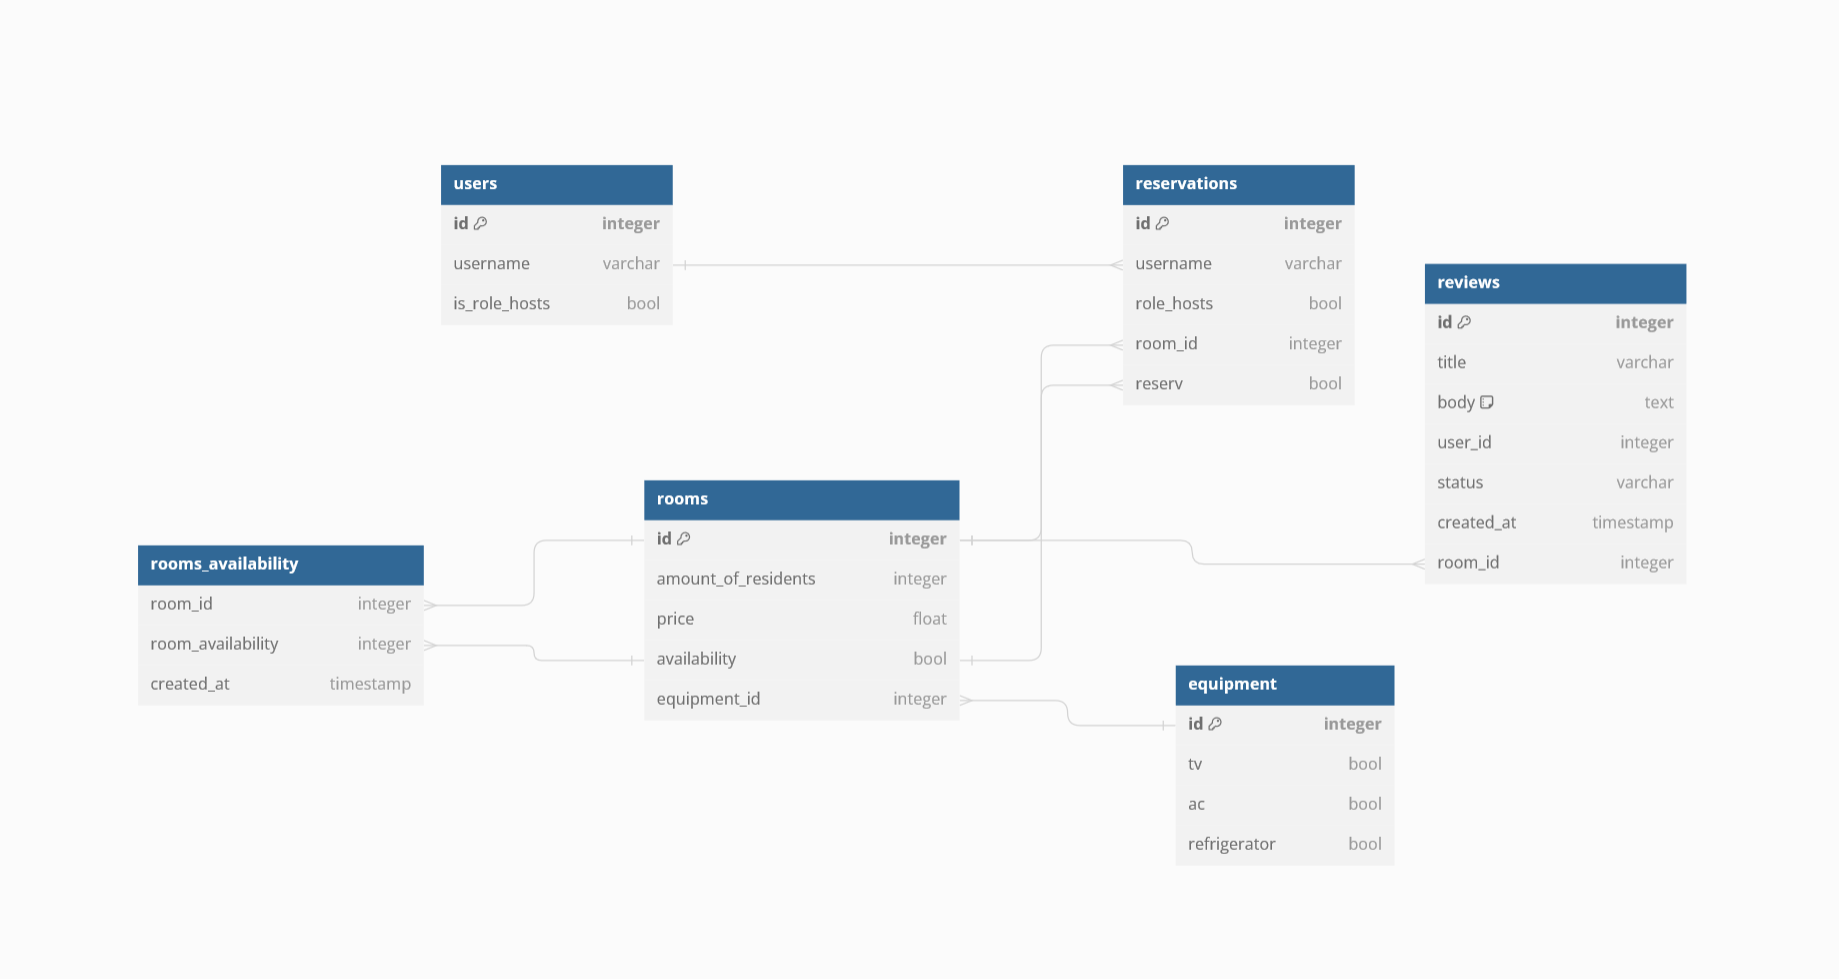 users
id integer
username varchar
is_role_hosts bool
reservations
id integer
username varchar
role_hosts bool
room_id integer
reserv bool
reviews
id integer
title varchar
body text
user_id integer
status varchar
created_at timestamp
room_id integer
rooms
id integer
amount_of_residents integer
price float
availability bool
equipment_id integer
rooms_availability
room_id integer
room_availability integer
created_at timestamp
equipment
id integer
tv bool
ac bool
refrigerator bool